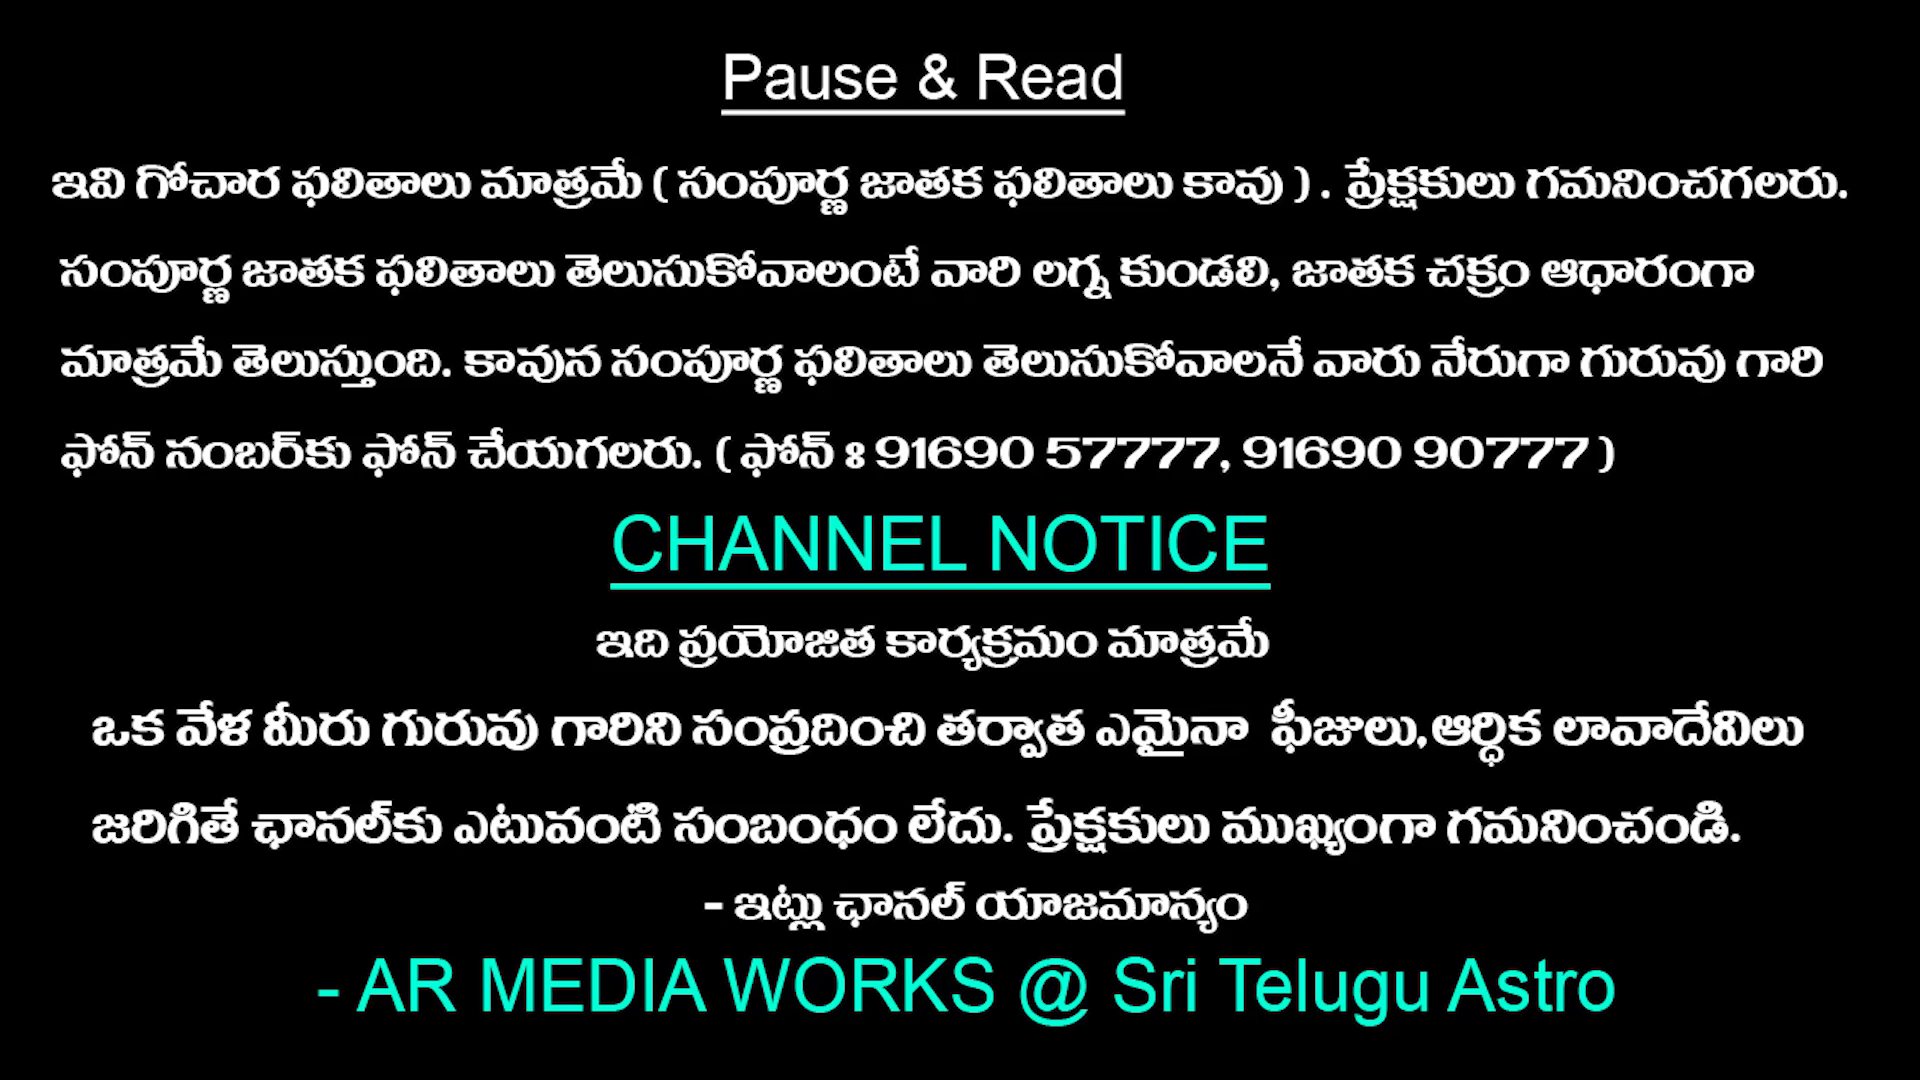 Pause & Read
ఇవి గోచార ఫలితాలు మాత్రమే ( సంపూర్ణ జాతక ఫలితాలు కావు ) . ప్రేక్షకులు గమనించగలరు.
సంపూర్ణ జాతక ఫలితాలు తెలుసుకోవాలంటే వారి లగ్న కుండలి, జాతక చక్రం ఆధారంగా
మాత్రమే తెలుస్తుంది. కావున సంపూర్ణ ఫలితాలు తెలుసుకోవాలనే వారు నేరుగా గురువు గారి
ఫోన్ నంబర్‌కు ఫోన్ చేయగలరు. ( ఫోన్ : 91690 57777, 91690 90777 )
CHANNEL NOTICE
ఇది ప్రయోజిత కార్యక్రమం మాత్రమే
ఒక వేళ మీరు గురువు గారిని సంప్రదించి తర్వాత ఎమైనా ఫీజులు,ఆర్ధిక లావాదేవిలు
జరిగితే ఛానల్‌కు ఎటువంటి సంబంధం లేదు. ప్రేక్షకులు ముఖ్యంగా గమనించండి.
- ఇట్లు ఛానల్ యాజమాన్యం
- AR MEDIA WORKS @ Sri Telugu Astro